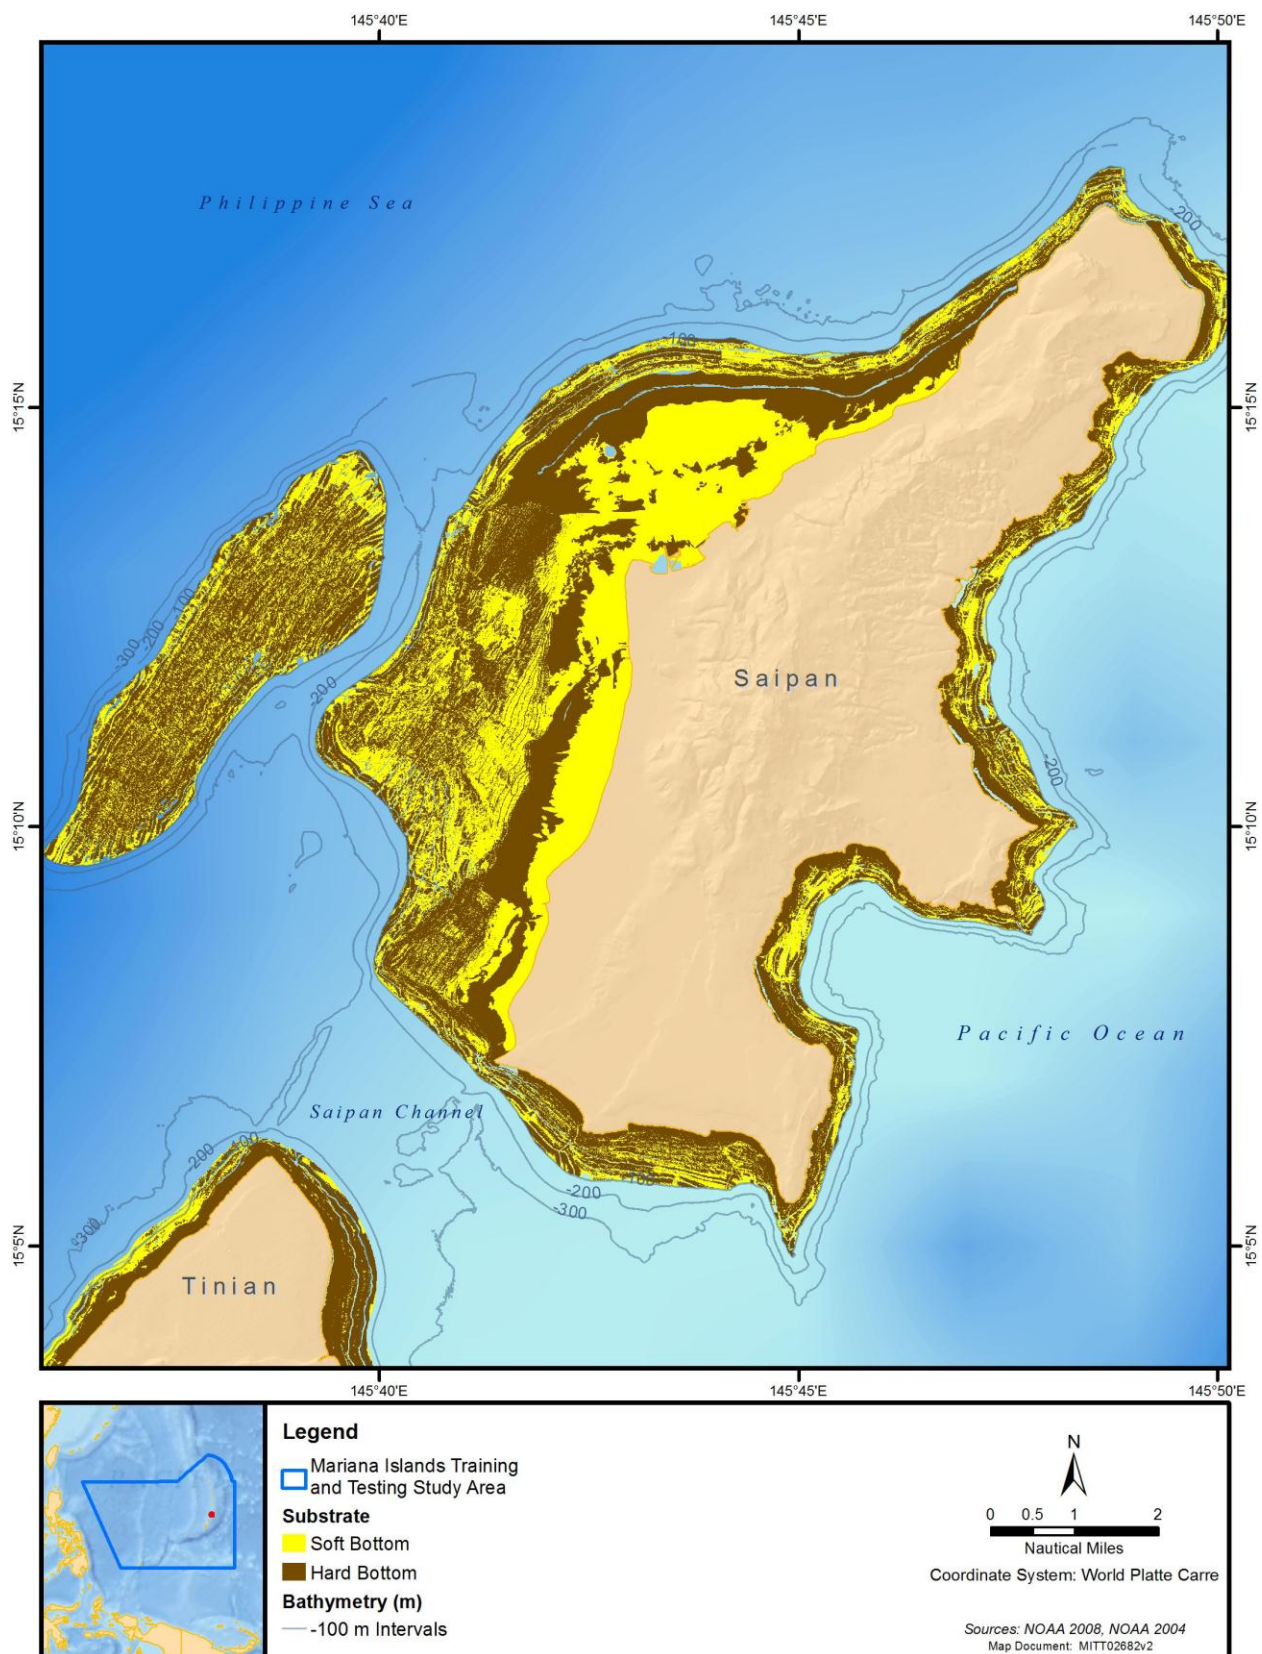 145°40'E 145°45'E 145°50'E
Philippine Sea
-200
-100
15°15'N 15°15'N
-100
-200
-300
-200
Saipan
-200
15°10'N 15°10'N
Pacific Ocean
Saipan Channel
-200 -100
-200 -100
-300
-300
15°5'N 15°5'N
Tinian
145°40'E 145°45'E 145°50'E
Legend
Mariana Islands Training
and Testing Study Area
Substrate
Soft Bottom
Hard Bottom
Bathymetry (m)
-100 m Intervals
N
0 0.5 1 2
Nautical Miles
Coordinate System: World Platte Carre
Sources: NOAA 2008, NOAA 2004
Map Document: MITT02682v2